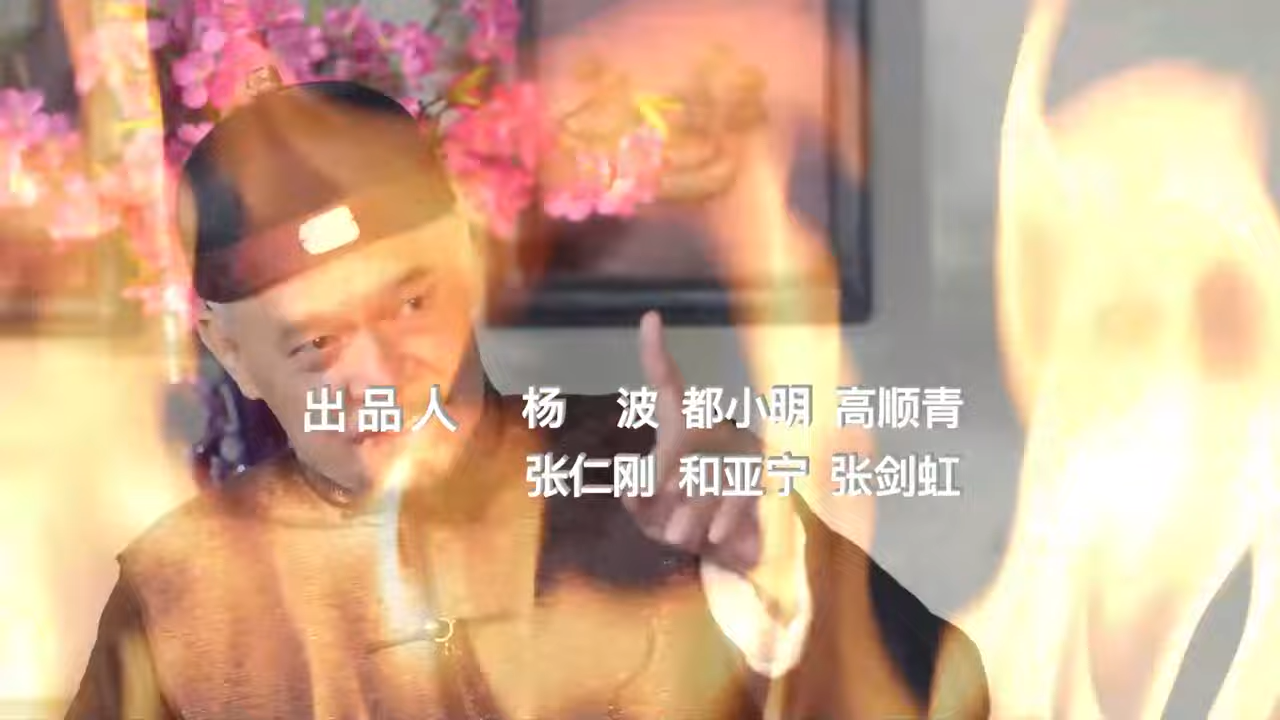 出品人 杨 波 都小明 高顺青
张仁刚 和亚宁 张剑虹